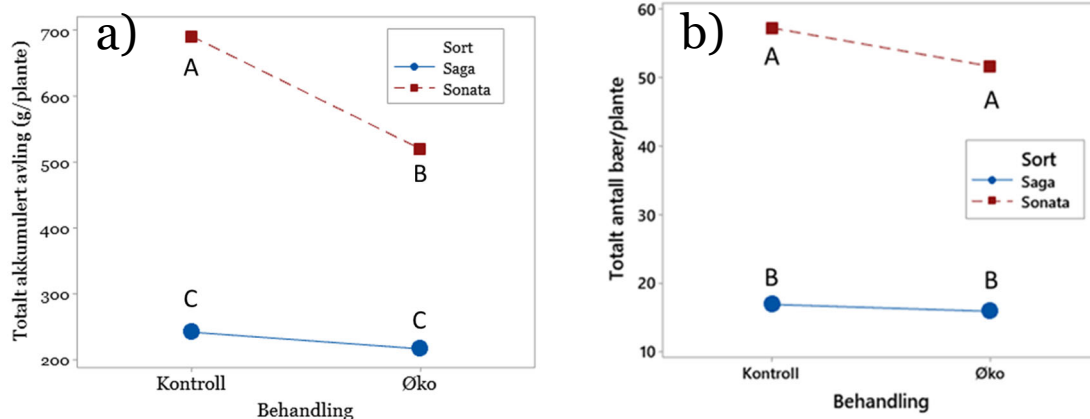 a)
Totalt akkumulert avling (g/plante)
700
600
500
400
300
200
A
B
C
C
Sort
Saga
Sonata
Kontroll
Øko
Behandling
b)
Totalt antall bær/plante
60
50
40
30
20
10
A
A
B
B
Sort
Saga
Sonata
Kontroll
Øko
Behandling